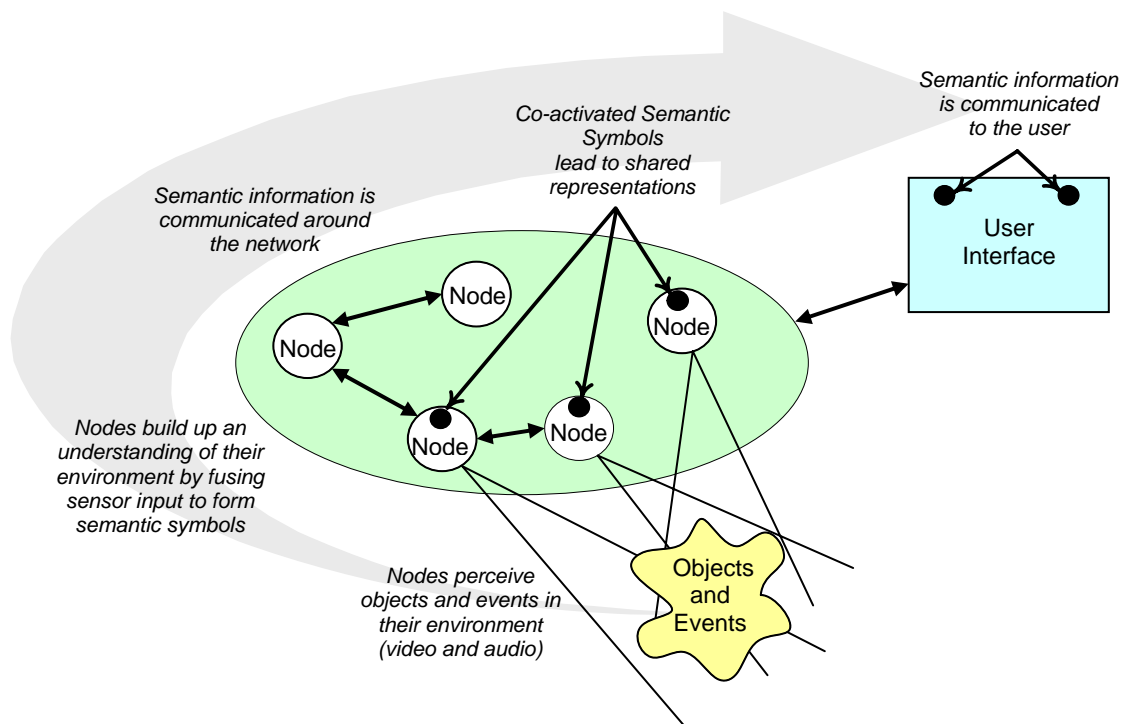 Semantic information
is communicated
to the user
Co-activated Semantic
Symbols
lead to shared
representations
Semantic information is
communicated around
the network
User
Interface
Node
Node
Node
Node
Node
Nodes build up an
understanding of their
environment by fusing
sensor input to form
semantic symbols
Nodes perceive
objects and events in
their environment
(video and audio)
Objects
and
Events